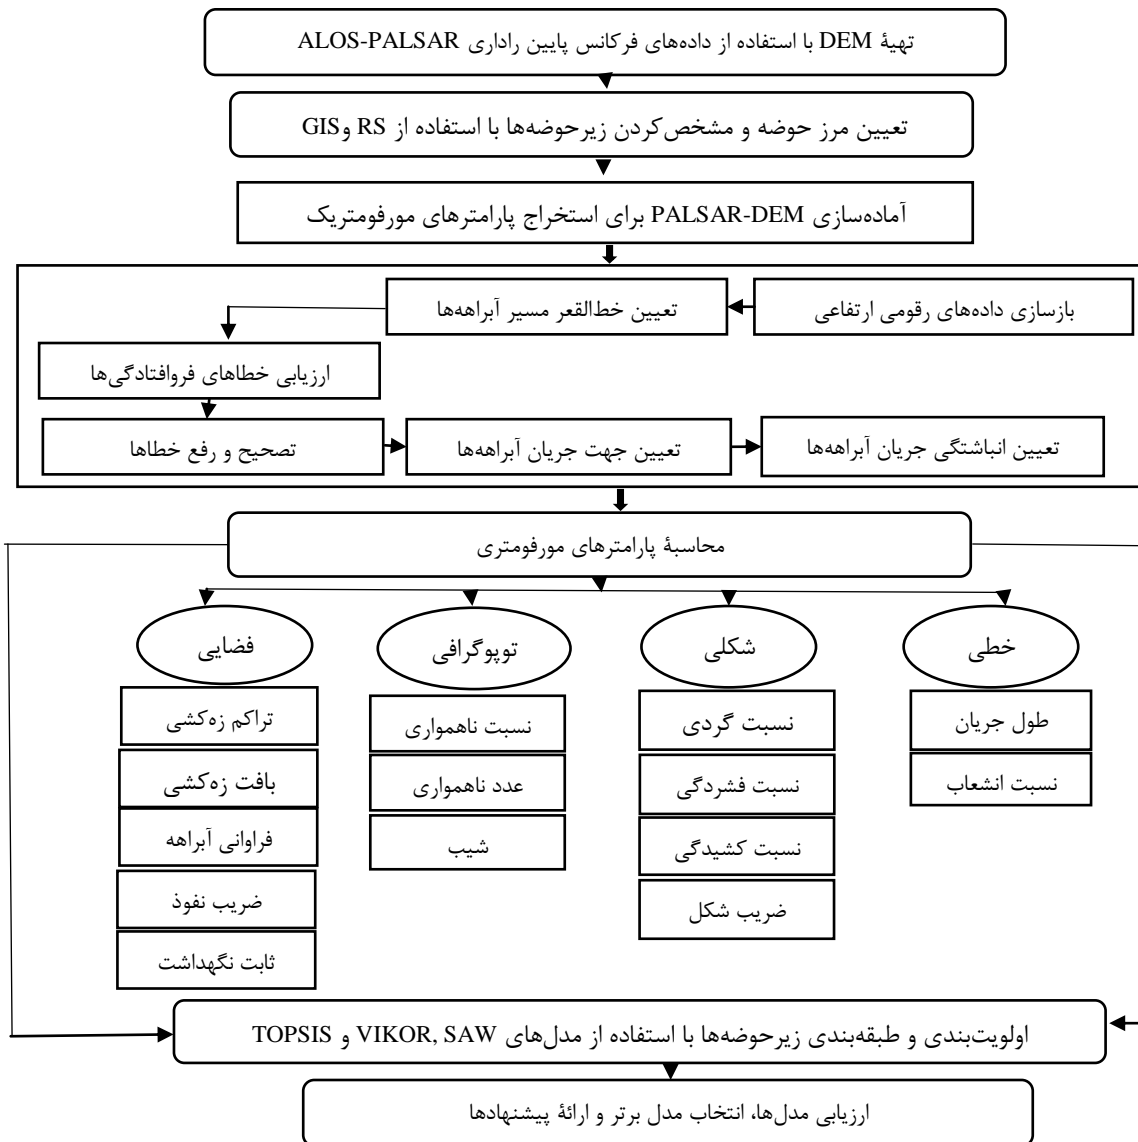 تهیهٔ DEM با استفاده از داده‌های فرکانس پایین راداری ALOS-PALSAR
تعیین مرز حوضه و مشخص‌کردن زیرحوضه‌ها با استفاده از RS وGIS
آماده‌سازی PALSAR-DEM برای استخراج پارامترهای مورفومتریک
بازسازی داده‌های رقومی ارتفاعی
تعیین خط‌القعر مسیر آبراهه‌ها
ارزیابی خطاهای فروافتادگی‌ها
تصحیح و رفع خطاها
تعیین جهت جریان آبراهه‌ها
تعیین انباشتگی جریان آبراهه‌ها
محاسبهٔ پارامترهای مورفومتری
خطی
طول جریان
نسبت انشعاب
شکلی
نسبت گردی
نسبت فشردگی
نسبت کشیدگی
ضریب شکل
توپوگرافی
نسبت ناهمواری
عدد ناهمواری
شیب
فضایی
تراکم زه‌کشی
بافت زه‌کشی
فراوانی آبراهه
ضریب نفوذ
ثابت نگهداشت
اولویت‌بندی و طبقه‌بندی زیرحوضه‌ها با استفاده از مدل‌های VIKOR, SAW و TOPSIS
ارزیابی مدل‌ها، انتخاب مدل برتر و ارائهٔ پیشنهادها